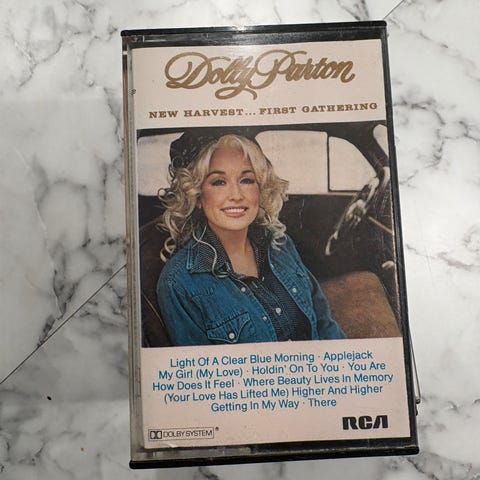 Dolly Parton
NEW HARVEST...FIRST GATHERING
Light Of A Clear Blue Morning · Applejack
My Girl (My Love) · Holdin' On To You · You Are
How Does It Feel · Where Beauty Lives In Memory
(Your Love Has Lifted Me) Higher And Higher
Getting In My Way · There
DOLBY SYSTEM
RCA